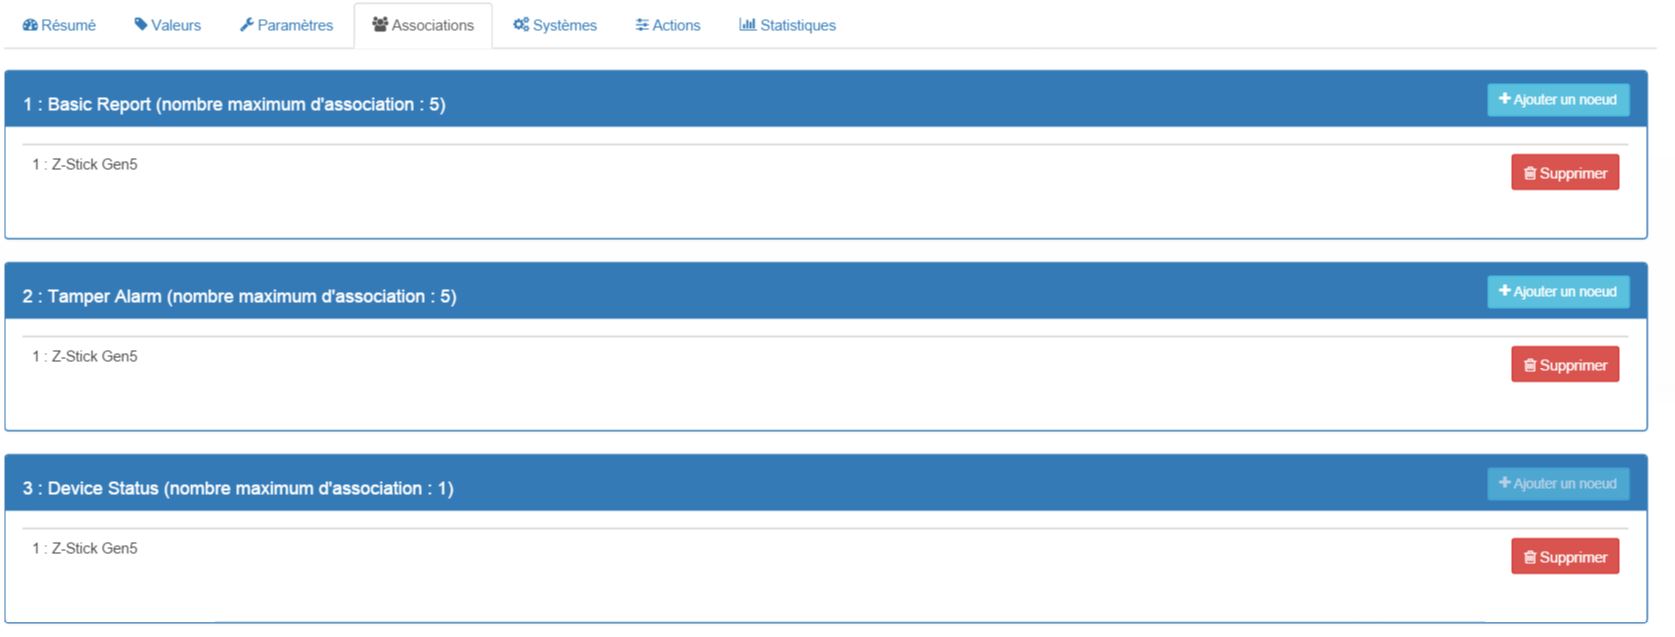 Résumé Valeurs Paramètres Associations Systèmes Actions Statistiques
1 : Basic Report (nombre maximum d'association : 5) Ajouter un noeud
1 : Z-Stick Gen5 Supprimer
2 : Tamper Alarm (nombre maximum d'association : 5) Ajouter un noeud
1 : Z-Stick Gen5 Supprimer
3 : Device Status (nombre maximum d'association : 1) Ajouter un noeud
1 : Z-Stick Gen5 Supprimer